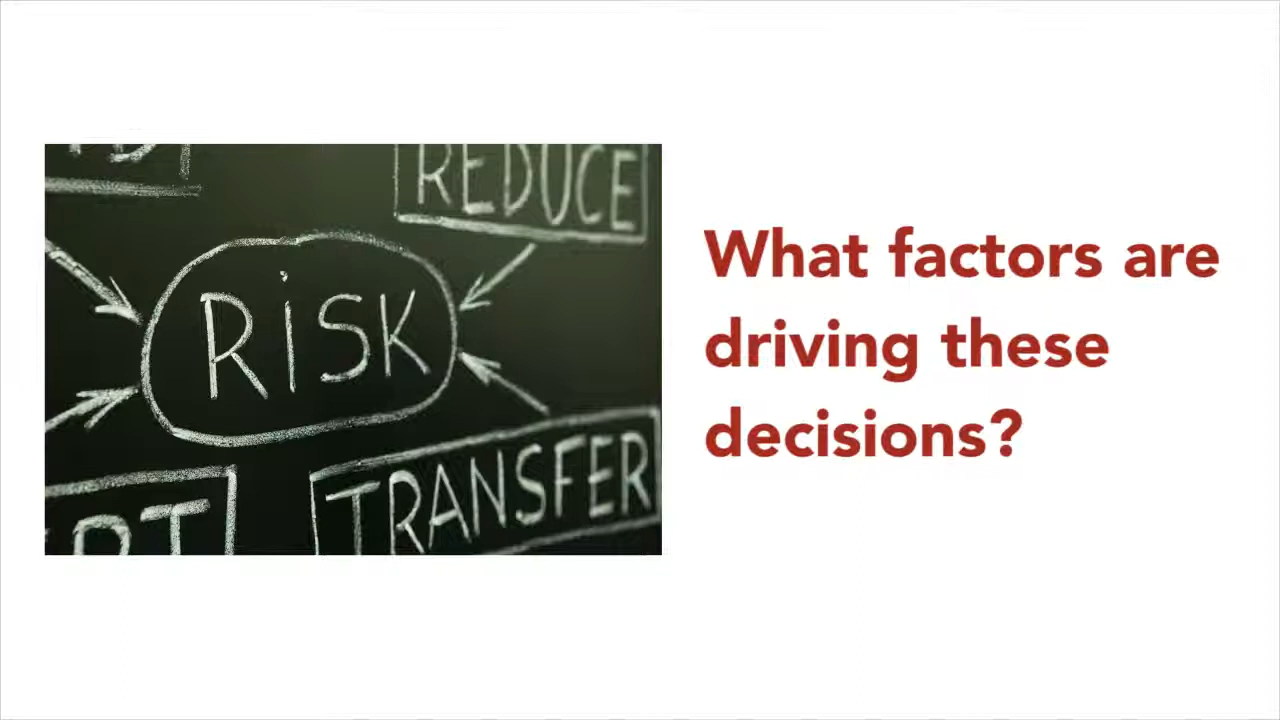 REDUCE
RiSK
TRANSFER
What factors are
driving these
decisions?